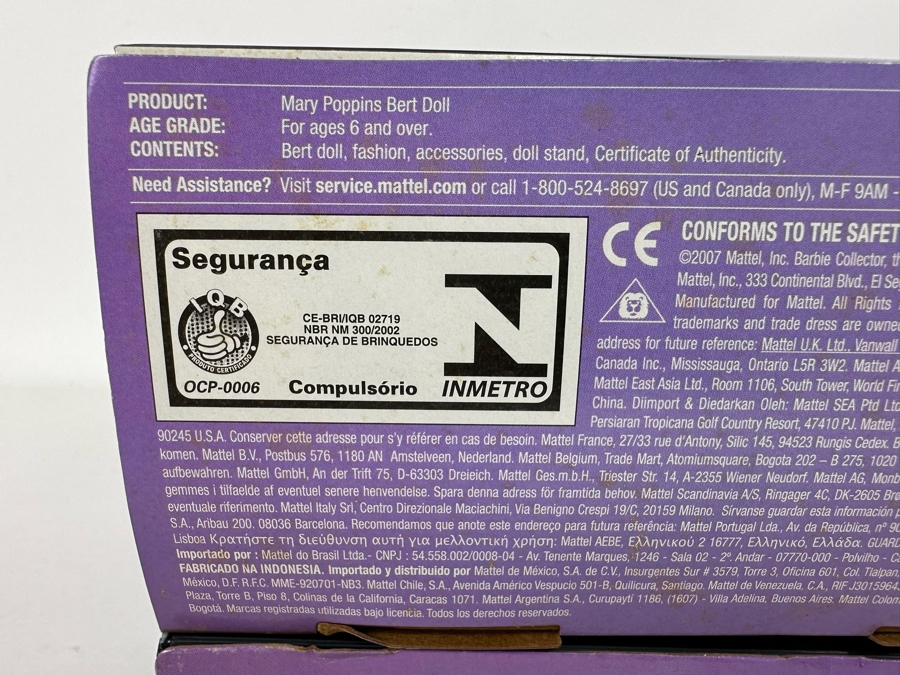 PRODUCT: Mary Poppins Bert Doll
AGE GRADE: For ages 6 and over.
CONTENTS: Bert doll, fashion, accessories, doll stand, Certificate of Authenticity.
Need Assistance? Visit service.mattel.com or call 1-800-524-8697 (US and Canada only), M-F 9AM -
Segurança
IQB
PRODUTO CERTIFICADO
OCP-0006
CE-BRI/IQB 02719
NBR NM 300/2002
SEGURANÇA DE BRINQUEDOS
Compulsório
INMETRO
CE
CONFORMS TO THE SAFET
©2007 Mattel, Inc. Barbie Collector, th
Mattel, Inc., 333 Continental Blvd., El Se
Manufactured for Mattel. All Rights
trademarks and trade dress are owne
address for future reference: Mattel U.K. Ltd., Vanwall
Canada Inc., Mississauga, Ontario L5R 3W2. Mattel A
Mattel East Asia Ltd., Room 1106, South Tower, World Fin
China. Diimport & Diedarkan Oleh: Mattel SEA Ptd Ltd
Persiaran Tropicana Golf Country Resort, 47410 PJ. Mattel,
90245 U.S.A. Conserver cette adresse pour s'y référer en cas de besoin. Mattel France, 27/33 rue d'Antony, Silic 145, 94523 Rungis Cedex. B
komen. Mattel B.V., Postbus 576, 1180 AN Amstelveen, Nederland. Mattel Belgium, Trade Mart, Atomiumsquare, Bogota 202 – B 275, 1020
aufbewahren. Mattel GmbH, An der Trift 75, D-63303 Dreieich. Mattel Ges.m.b.H., Triester Str. 14, A-2355 Wiener Neudorf. Mattel AG, Monb
gemmes i tilfaelde af eventuel senere henvendelse. Spara denna adress för framtida behov. Mattel Scandinavia A/S, Ringager 4C, DK-2605 Brø
eventuale riferimento. Mattel Italy Srl, Centro Direzionale Maciachini, Via Benigno Crespi 19/C, 20159 Milano. Sírvanse guardar esta información p
S.A., Aribau 200. 08036 Barcelona. Recomendamos que anote este endereço para futura referência: Mattel Portugal Lda., Av. da República, nº 90
Lisboa Κρατήστε τη διεύθυνση αυτή για μελλοντική χρήση: Mattel AEBE, Ελληνικού 2 16777, Ελληνικό, Ελλάδα. GUARD
Importado por : Mattel do Brasil Ltda.- CNPJ : 54.558.002/0008-04 - Av. Tenente Marques, 1246 - Sala 02 - 2º. Andar - 07770-000 - Polvilho - C
FABRICADO NA INDONESIA. Importado y distribuido por Mattel de México, S.A. de C.V., Insurgentes Sur # 3579, Torre 3, Oficina 601, Col. Tlalpan,
México, D.F. R.F.C. MME-920701-NB3. Mattel Chile, S.A., Avenida Américo Vespucio 501-B, Quilicura, Santiago. Mattel de Venezuela, C.A., RIF J3015964
Plaza, Torre B, Piso 8, Colinas de la California, Caracas 1071. Mattel Argentina S.A., Curupaytí 1186, (1607) - Villa Adelina, Buenos Aires. Mattel Colom
Bogotá. Marcas registradas utilizadas bajo licencia. Todos los derechos reservados.